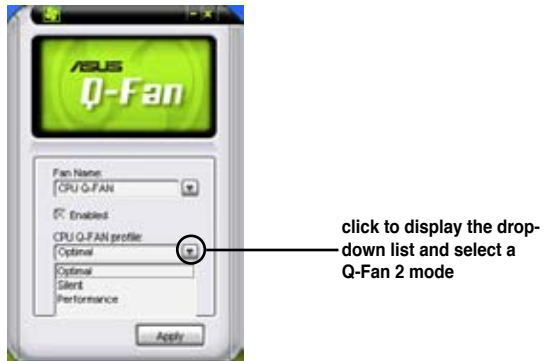 ASUS
Q-Fan
Fan Name:
CPU Q-FAN
Enabled
CPU Q-FAN profile:
Optimal
Optimal
Silent
Performance
Apply
click to display the drop-
down list and select a
Q-Fan 2 mode